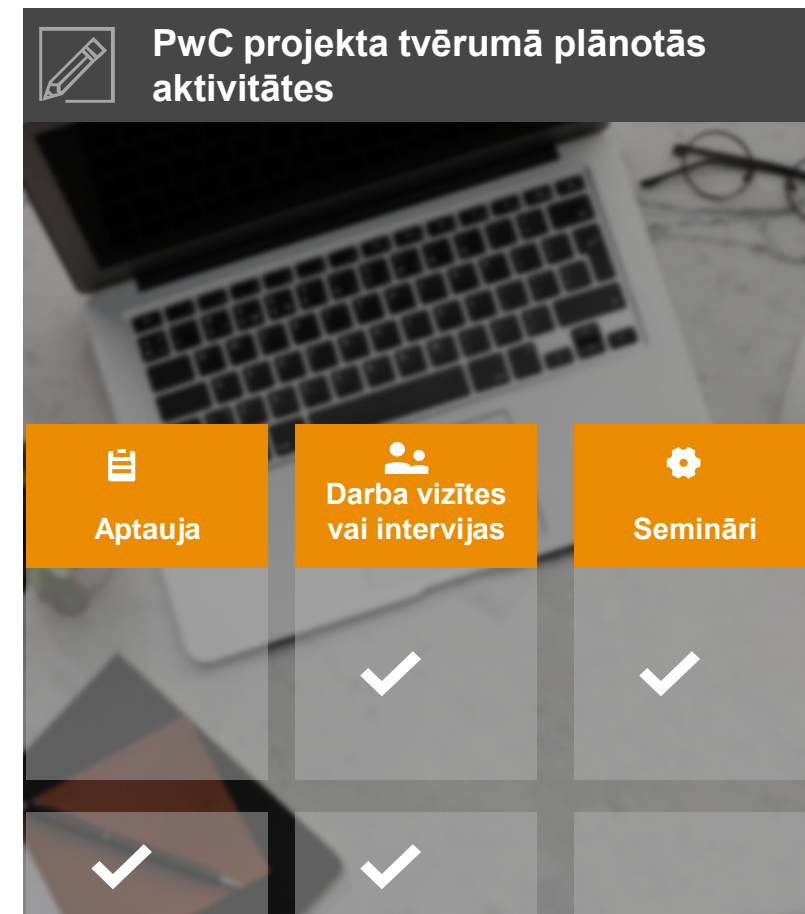 PwC projekta tvērumā plānotās
aktivitātes
Aptauja
Darba vizītes
vai intervijas
Semināri